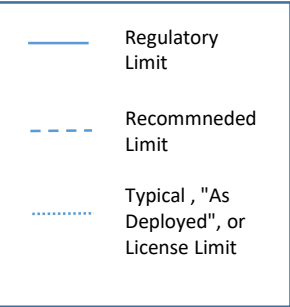 Regulatory
Limit
Recommneded
Limit
Typical , "As
Deployed", or
License Limit